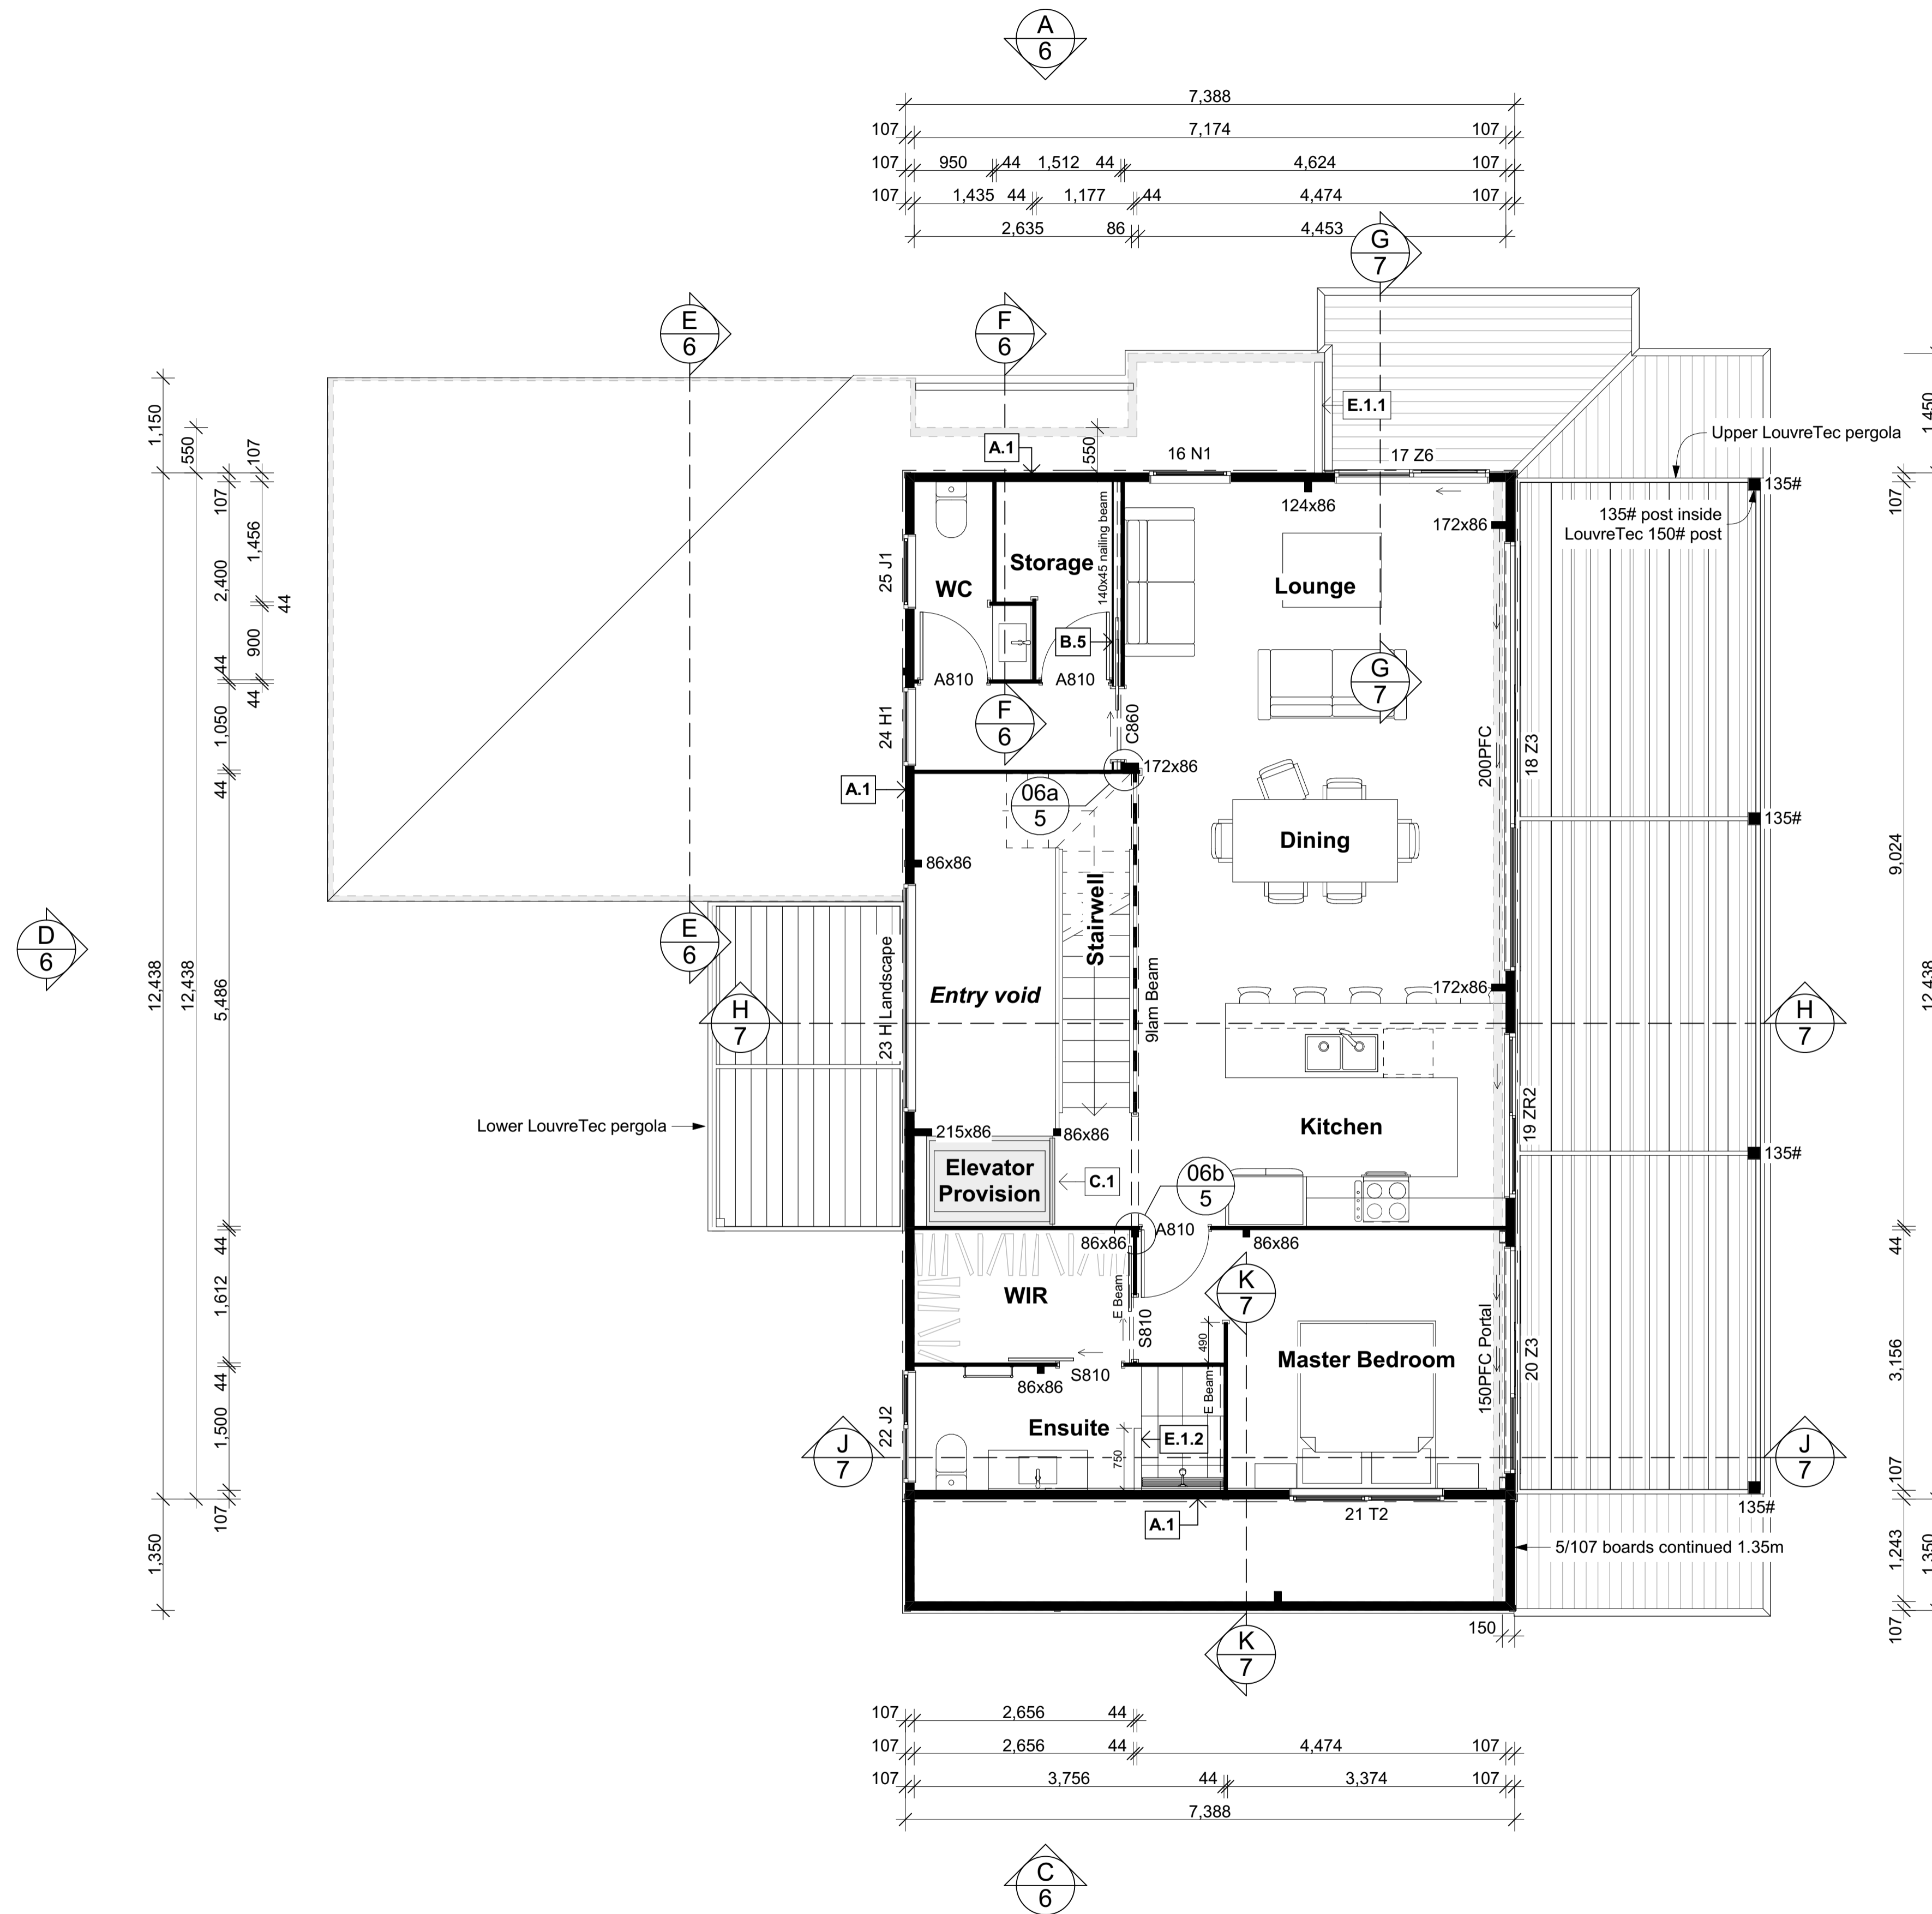 A
6
7,388
107
7,174
107
107
950
44
1,512
44
4,624
107
107
1,435
44
1,177
44
4,474
107
2,635
86
4,453
G
7
E
6
F
6
1,150
550
107
107
1,456
2,400
44
900
44
44
1,050
44
12,438
12,438
5,486
44
1,612
44
1,500
107
1,350
A.1
550
16 N1
17 Z6
E.1.1
Upper LouvreTec pergola
135#
135# post inside
LouvreTec 150# post
124x86
172x86
25 J1
WC
Storage
140x45 nailing beam
Lounge
B.5
A810
A810
G
7
24 H1
F
6
C860
200PFC
18 Z3
172x86
A.1
06a
5
135#
Dining
86x86
Stairwell
D
6
E
6
23 H Landscape
Entry void
9lam Beam
172x86
H
7
H
7
Lower LouvreTec pergola
215x86
86x86
Kitchen
19 ZR2
135#
Elevator
Provision
C.1
06b
5
A810
86x86
86x86
WIR
E Beam
S810
K
7
490
150PFC Portal
20 Z3
Master Bedroom
S810
86x86
E Beam
22 J2
Ensuite
E.1.2
750
J
7
J
7
A.1
21 T2
135#
5/107 boards continued 1.35m
150
K
7
1,450
107
9,024
12,438
44
3,156
107
1,243
1,350
107
107
2,656
44
107
2,656
44
4,474
107
107
3,756
44
3,374
107
7,388
C
6